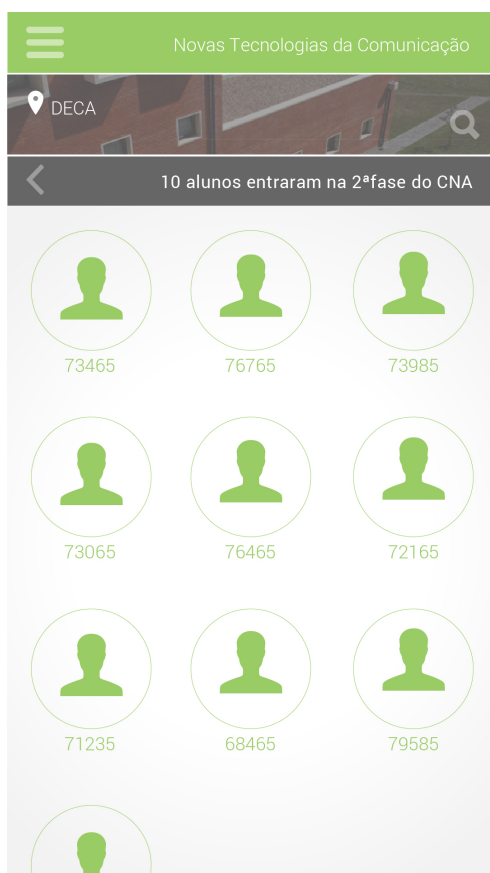 Novas Tecnologias da Comunicação
DECA
10 alunos entraram na 2ªfase do CNA
73465 76765 73985
73065 76465 72165
71235 68465 79585